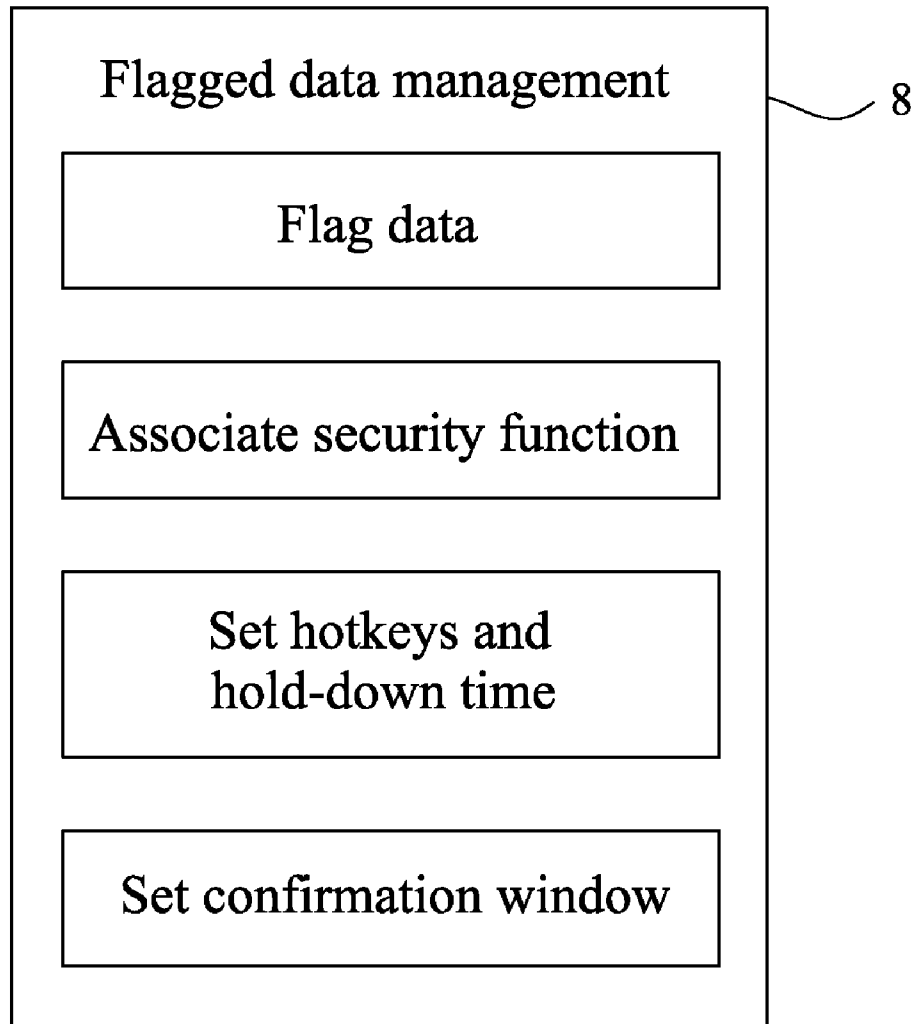 Flagged data management
8
Flag data
Associate security function
Set hotkeys and
hold-down time
Set confirmation window